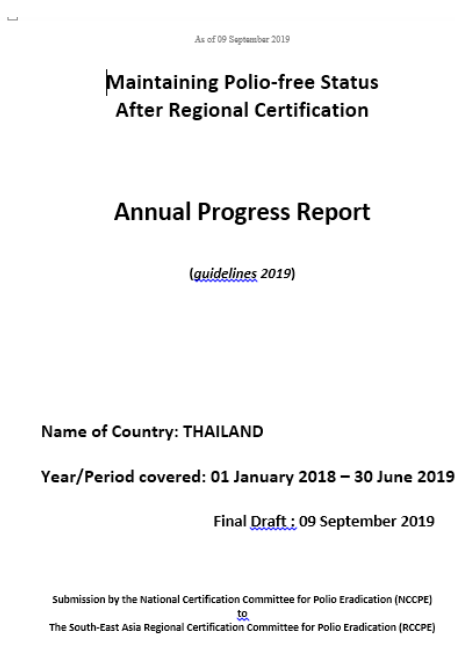 As of 09 September 2019
Maintaining Polio-free Status
After Regional Certification
Annual Progress Report
(guidelines 2019)
Name of Country: THAILAND
Year/Period covered: 01 January 2018 – 30 June 2019
Final Draft : 09 September 2019
Submission by the National Certification Committee for Polio Eradication (NCCPE)
to
The South-East Asia Regional Certification Committee for Polio Eradication (RCCPE)